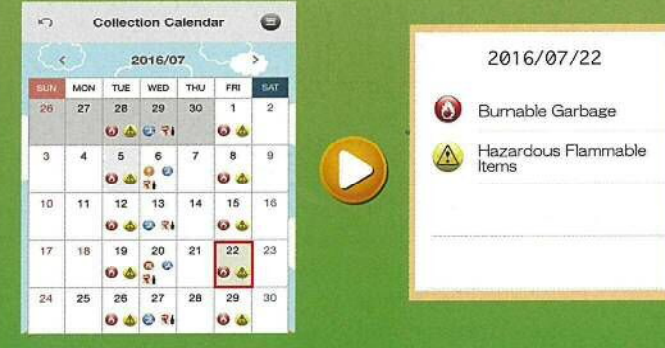 Collection Calendar
2016/07
SUN MON TUE WED THU FRI SAT
26 27 28 29 30 1 2
3 4 5 6 7 8 9
10 11 12 13 14 15 16
17 18 19 20 21 22 23
24 25 26 27 28 29 30
2016/07/22
Burnable Garbage
Hazardous Flammable
Items